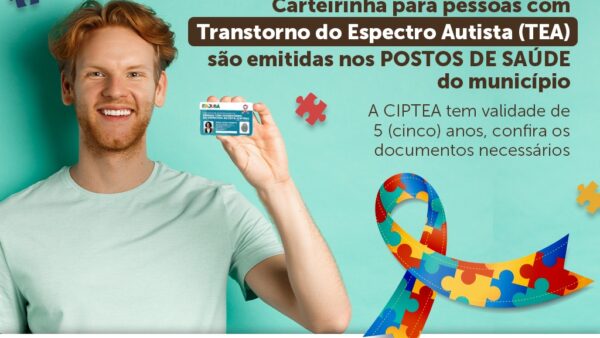 Carteirinha para pessoas com
Transtorno do Espectro Autista (TEA)
são emitidas nos POSTOS DE SAÚDE
do município
A CIPTEA tem validade de
5 (cinco) anos, confira os
documentos necessários